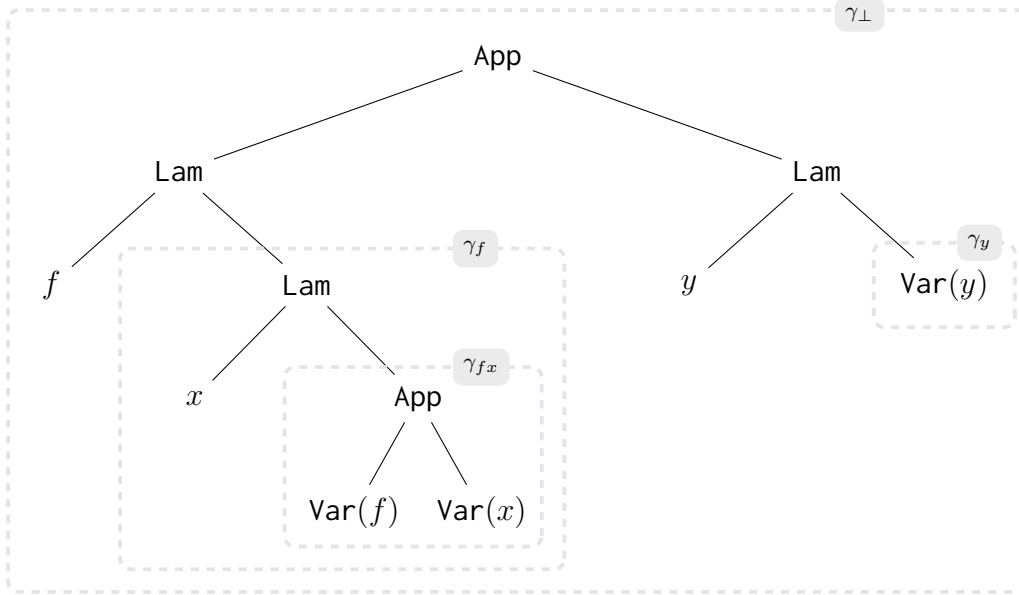 γ⊥
App
Lam Lam
γf γy
f Lam y Var(y)
γfx
x App
Var(f) Var(x)